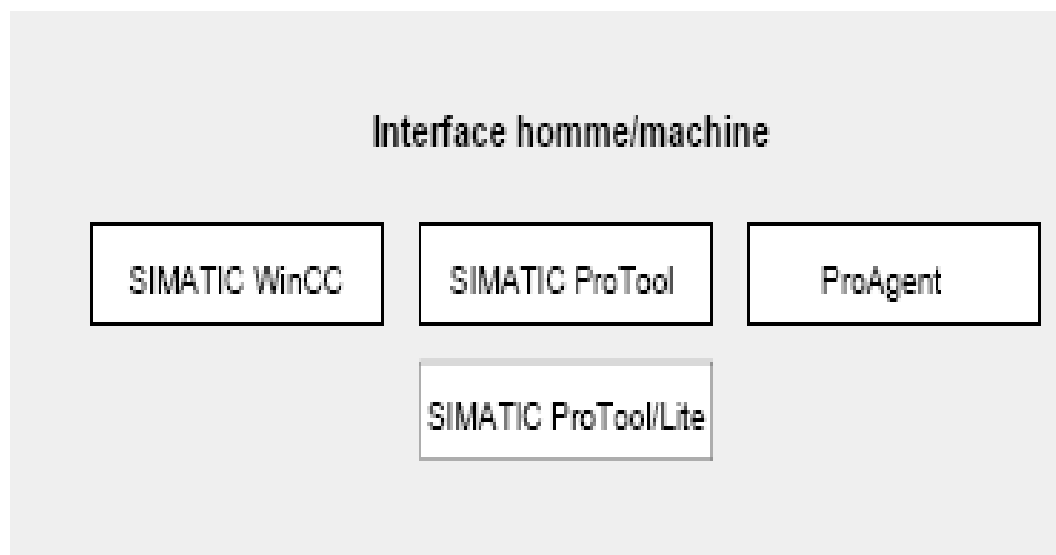 Interface homme/machine
SIMATIC WinCC
SIMATIC ProTool
ProAgent
SIMATIC ProTool/Lite